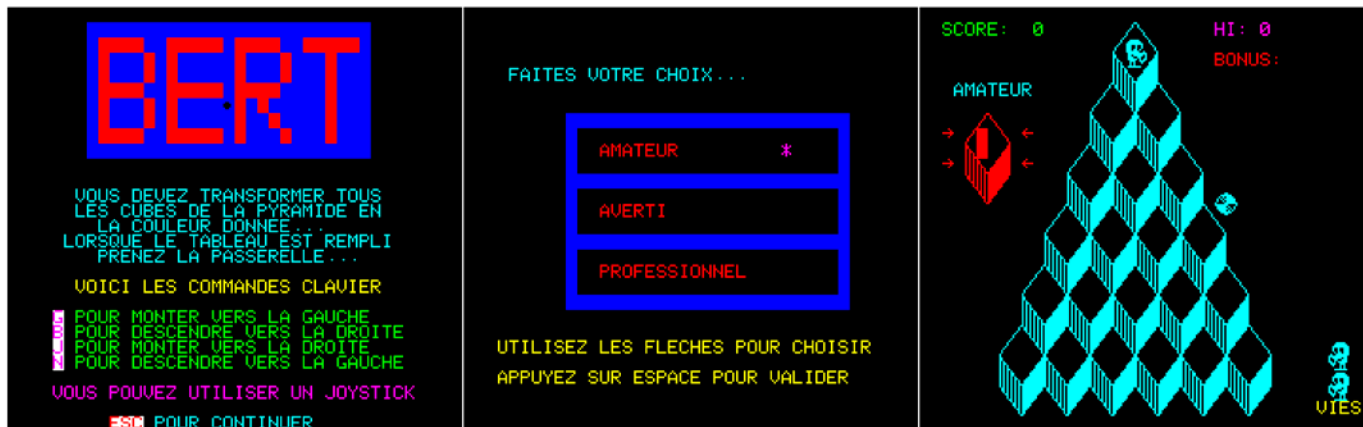 BERT
VOUS DEVEZ TRANSFORMER TOUS
LES CUBES DE LA PYRAMIDE EN
LA COULEUR DONNEE...
LORSQUE LE TABLEAU EST REMPLI
PRENEZ LA PASSERELLE...
VOICI LES COMMANDES CLAVIER
POUR MONTER VERS LA GAUCHE
POUR DESCENDRE VERS LA DROITE
POUR MONTER VERS LA DROITE
POUR DESCENDRE VERS LA GAUCHE
VOUS POUVEZ UTILISER UN JOYSTICK
ESC POUR CONTINUER
FAITES VOTRE CHOIX...
AMATEUR *
AVERTI
PROFESSIONNEL
UTILISEZ LES FLECHES POUR CHOISIR
APPUYEZ SUR ESPACE POUR VALIDER
SCORE: 0
HI: 0
BONUS:
AMATEUR
VIES